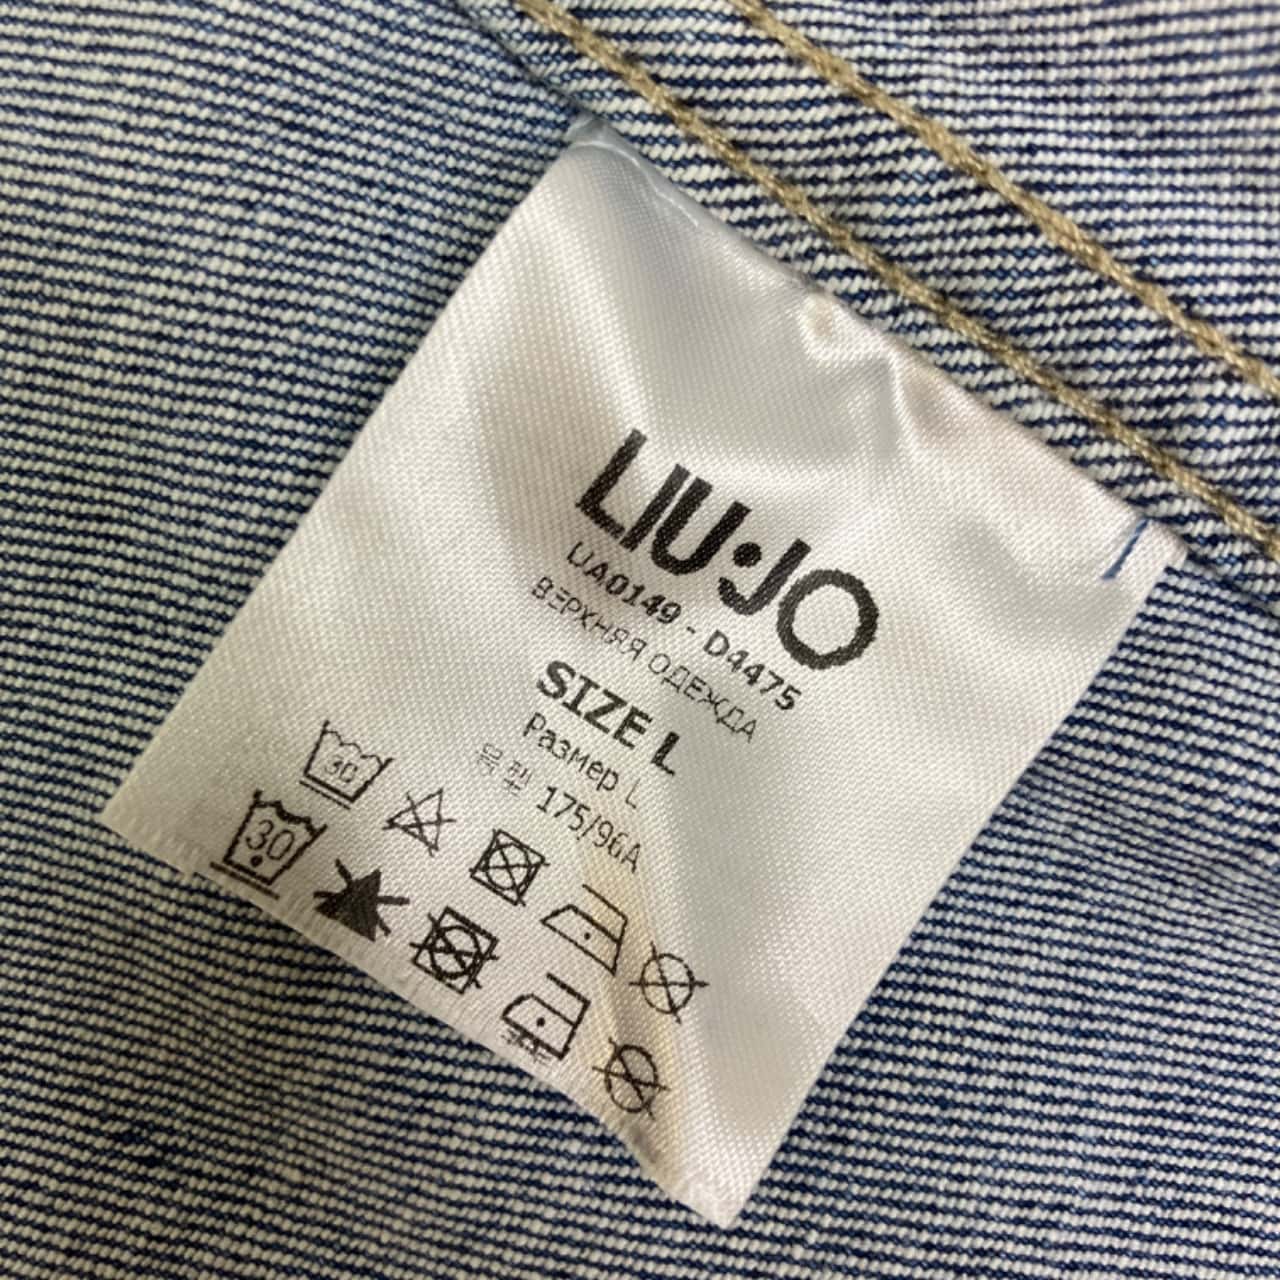 LIU·JO
UA0149 - D4475
ВЕРХНЯЯ ОДЕЖДА
SIZE L
Размер L
号型 175/96A
30
30